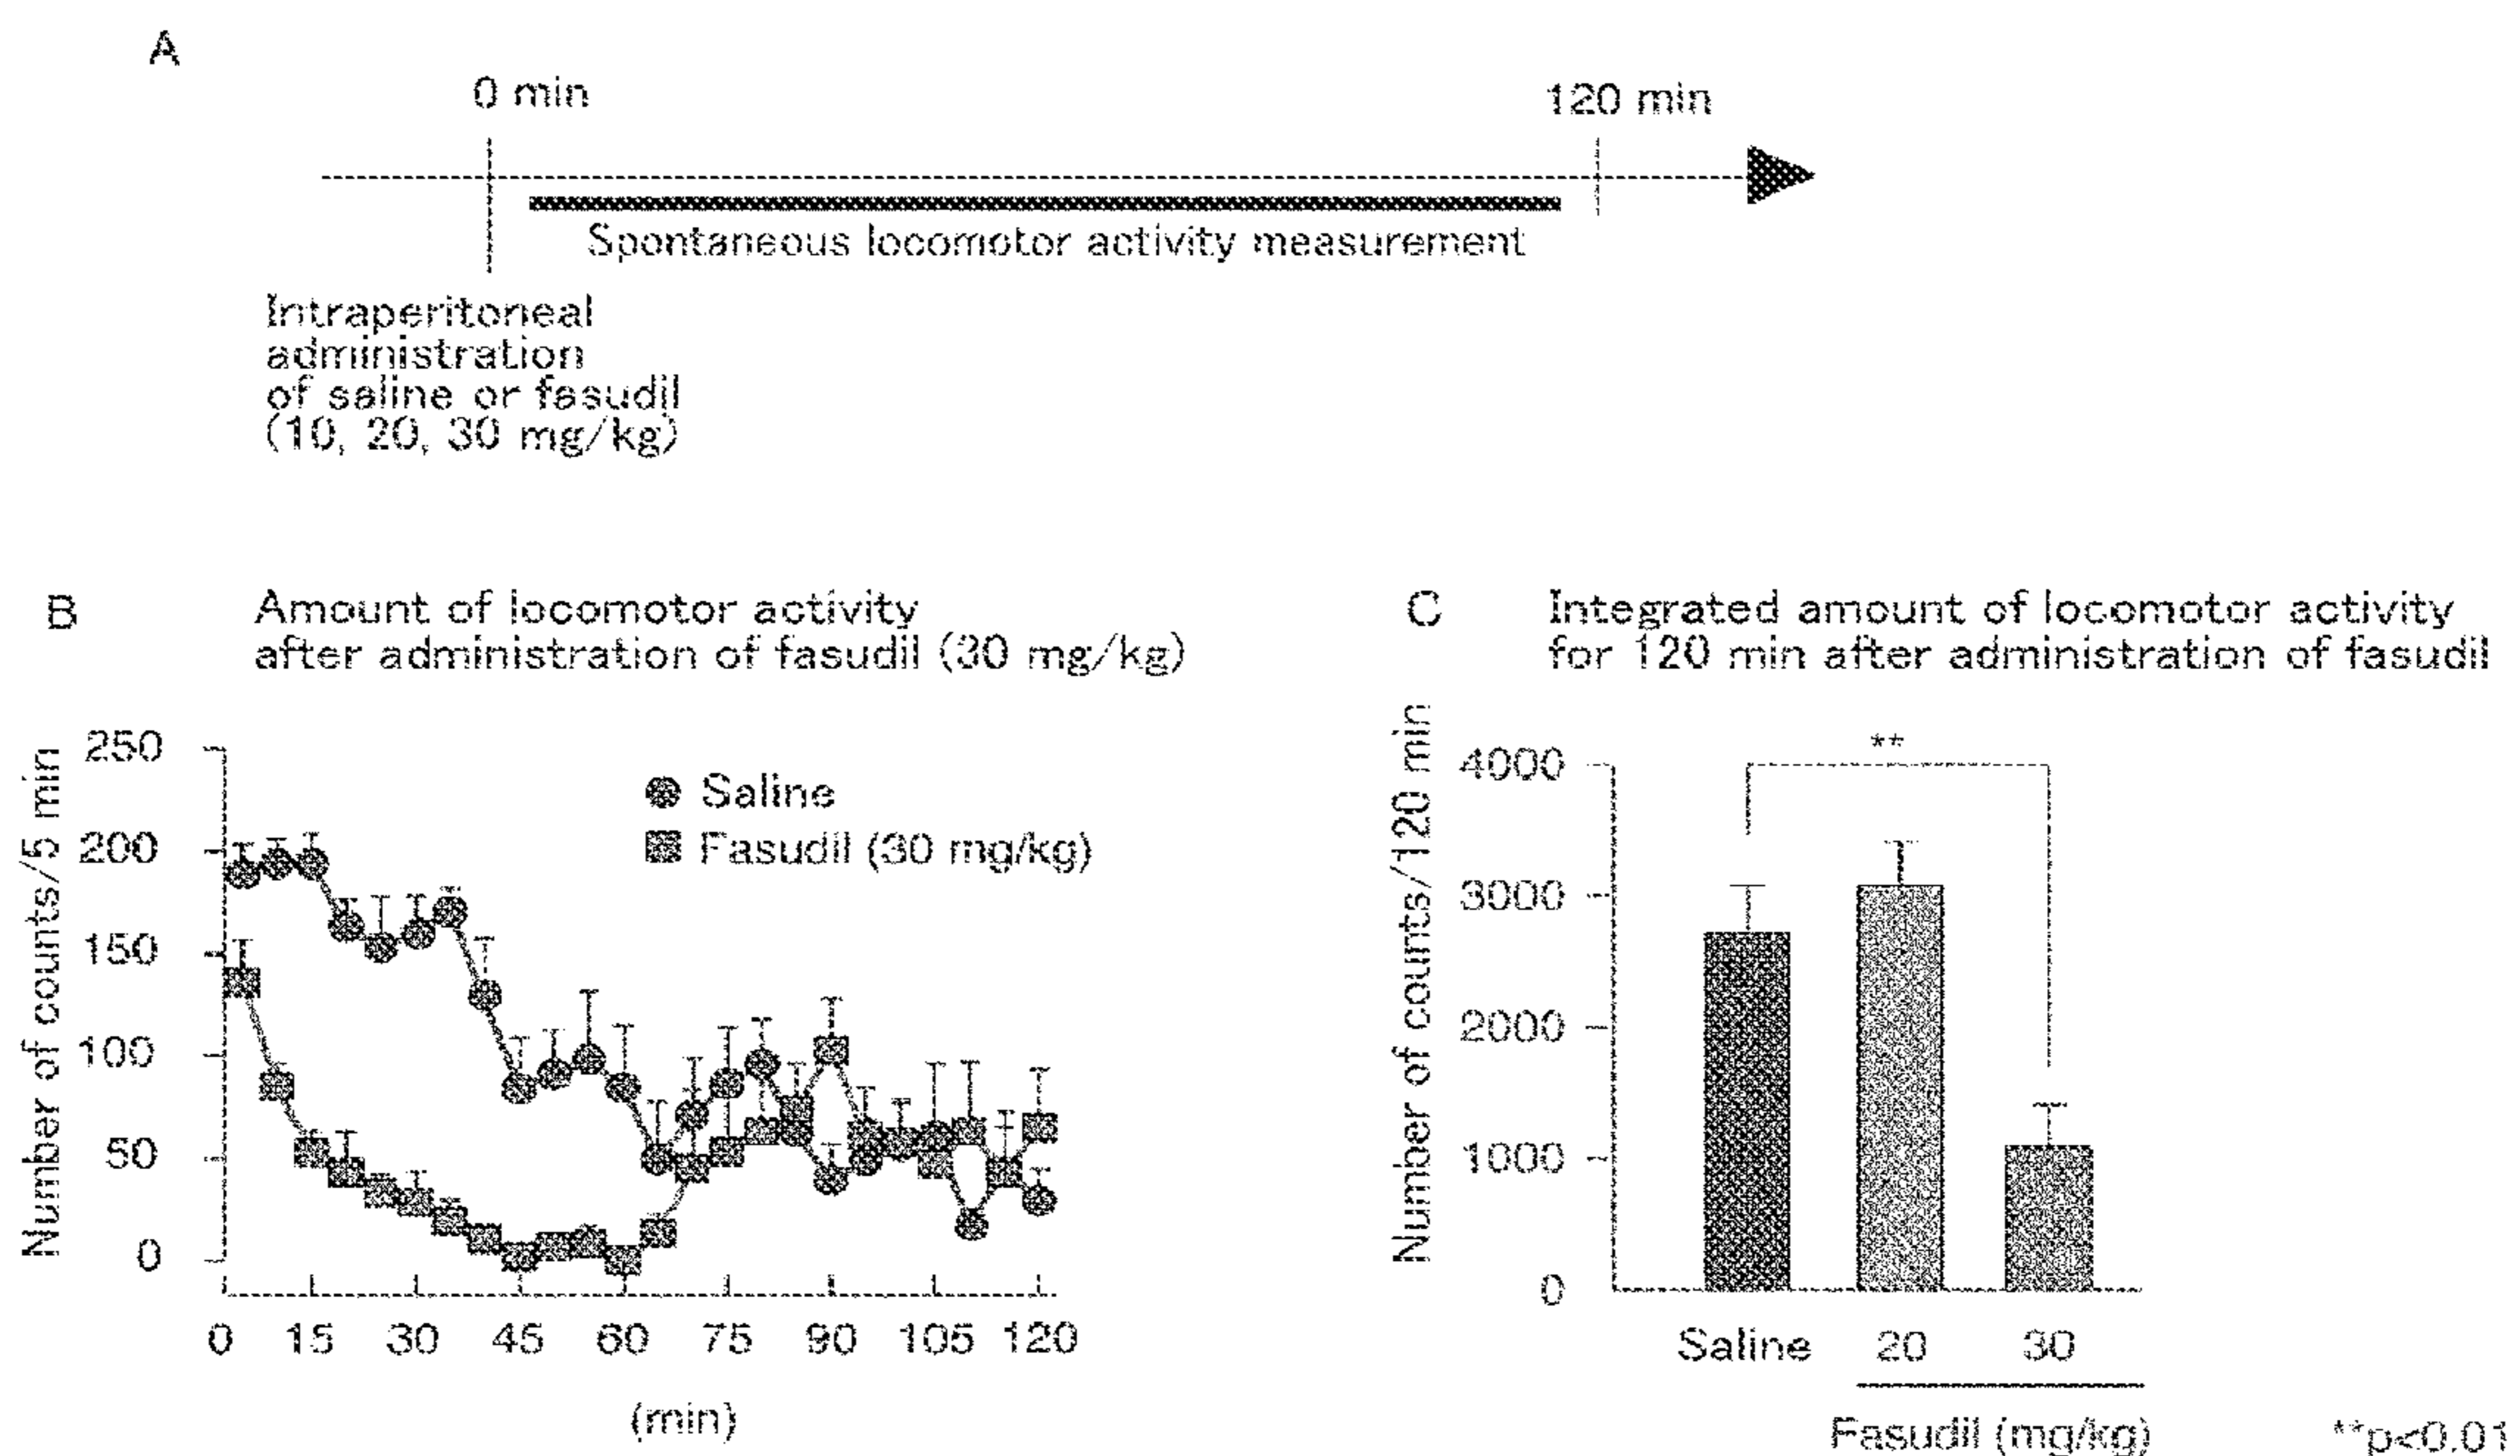 A
0 min
120 min
Spontaneous locomotor activity measurement
Intraperitoneal
administration
of saline or fasudil
(10, 20, 30 mg/kg)
B
Amount of locomotor activity
after administration of fasudil (30 mg/kg)
Number of counts/5 min
250
200
150
100
50
0
Saline
Fasudil (30 mg/kg)
0 15 30 45 60 75 90 105 120
(min)
C
Integrated amount of locomotor activity
for 120 min after administration of fasudil
Number of counts/120 min
4000
3000
2000
1000
0
**
Saline 20 30
Fasudil (mg/kg)
**p<0.01